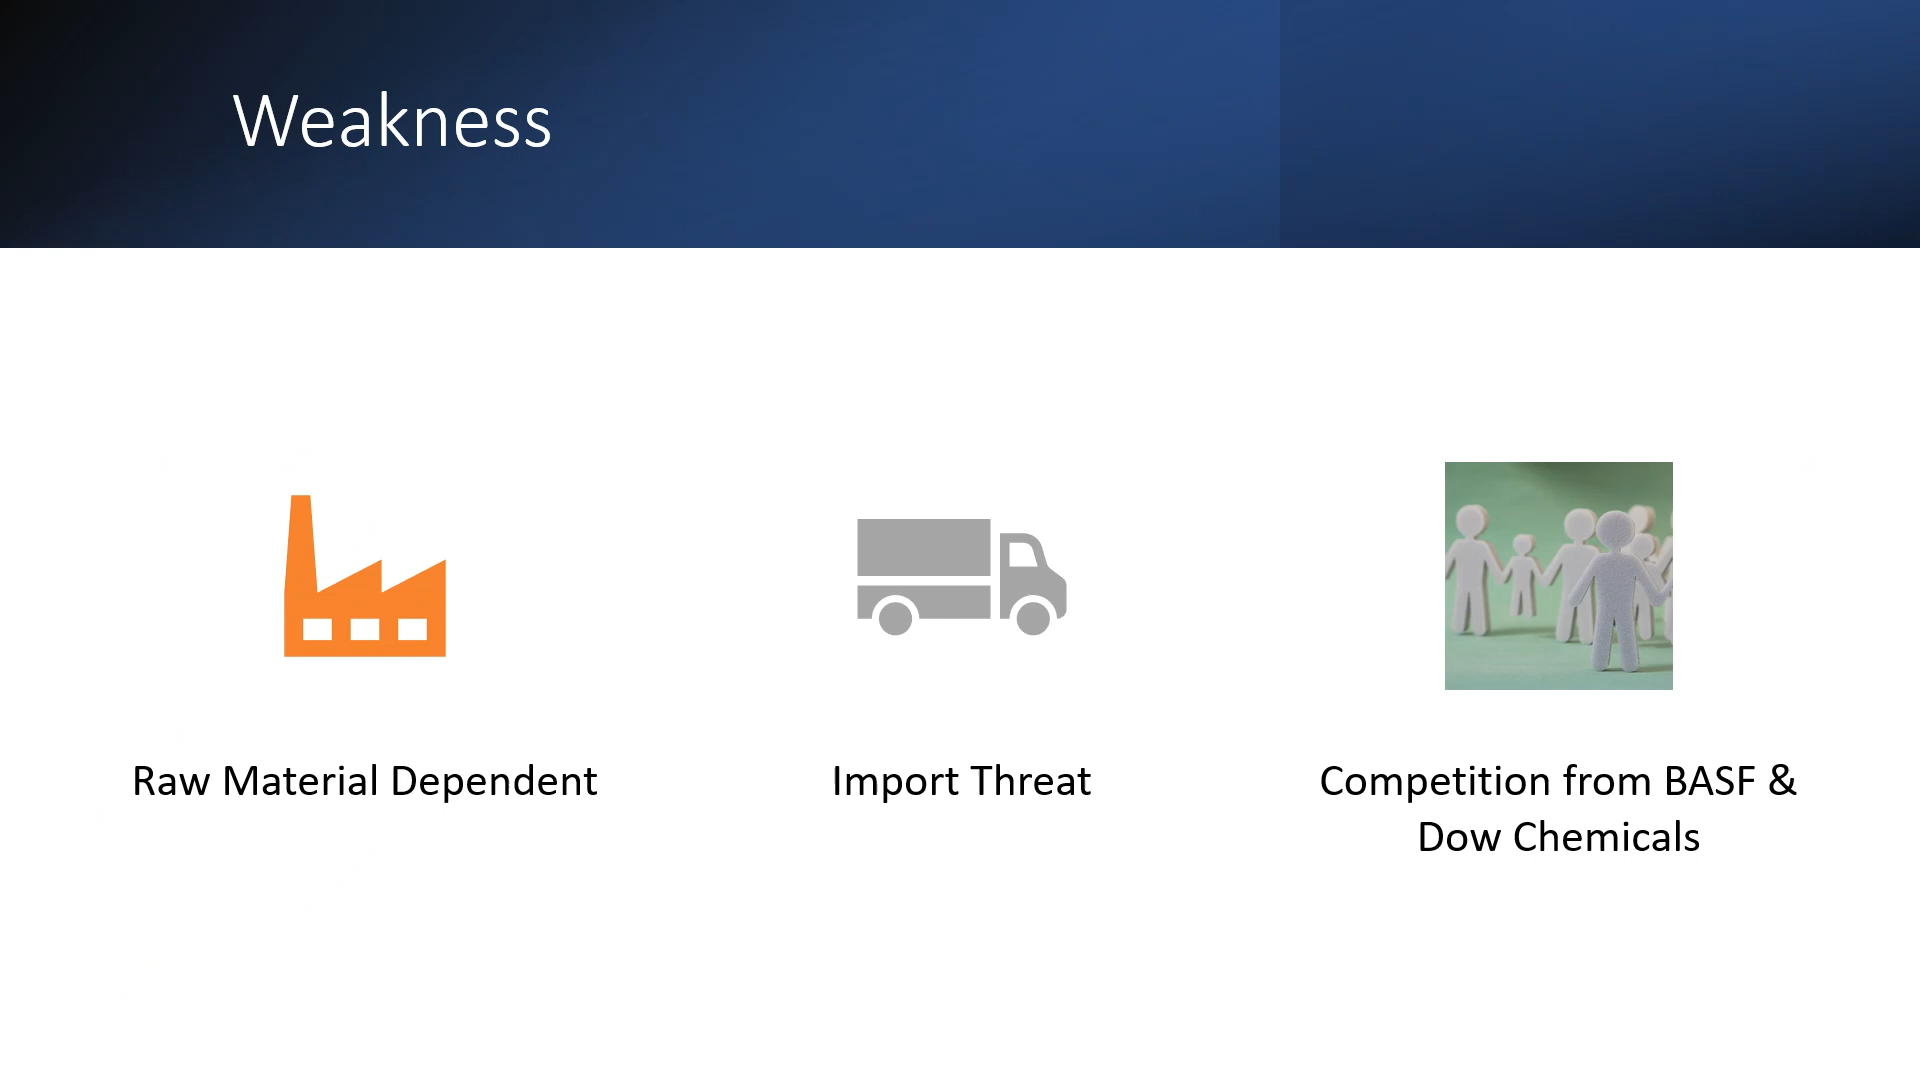 Weakness
Raw Material Dependent
Import Threat
Competition from BASF &
Dow Chemicals